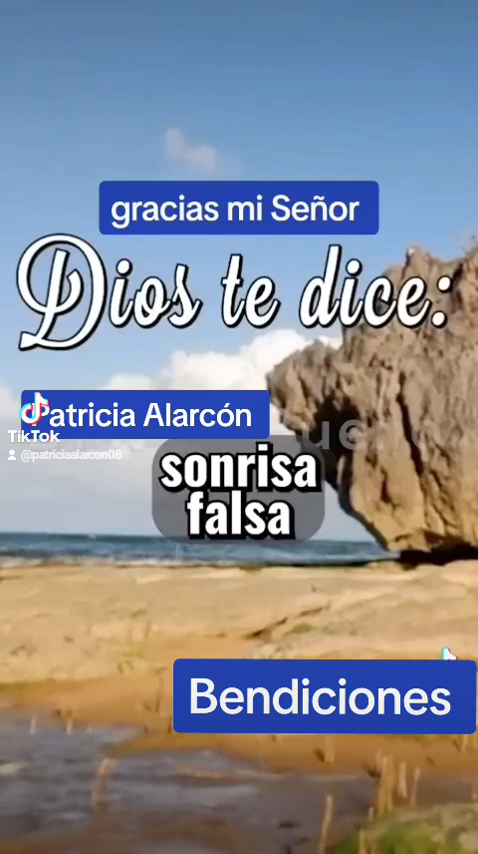 gracias mi Señor
Dios te dice:
Patricia Alarcón
TikTok
@patriciaalarcon08
sonrisa
falsa
Bendiciones